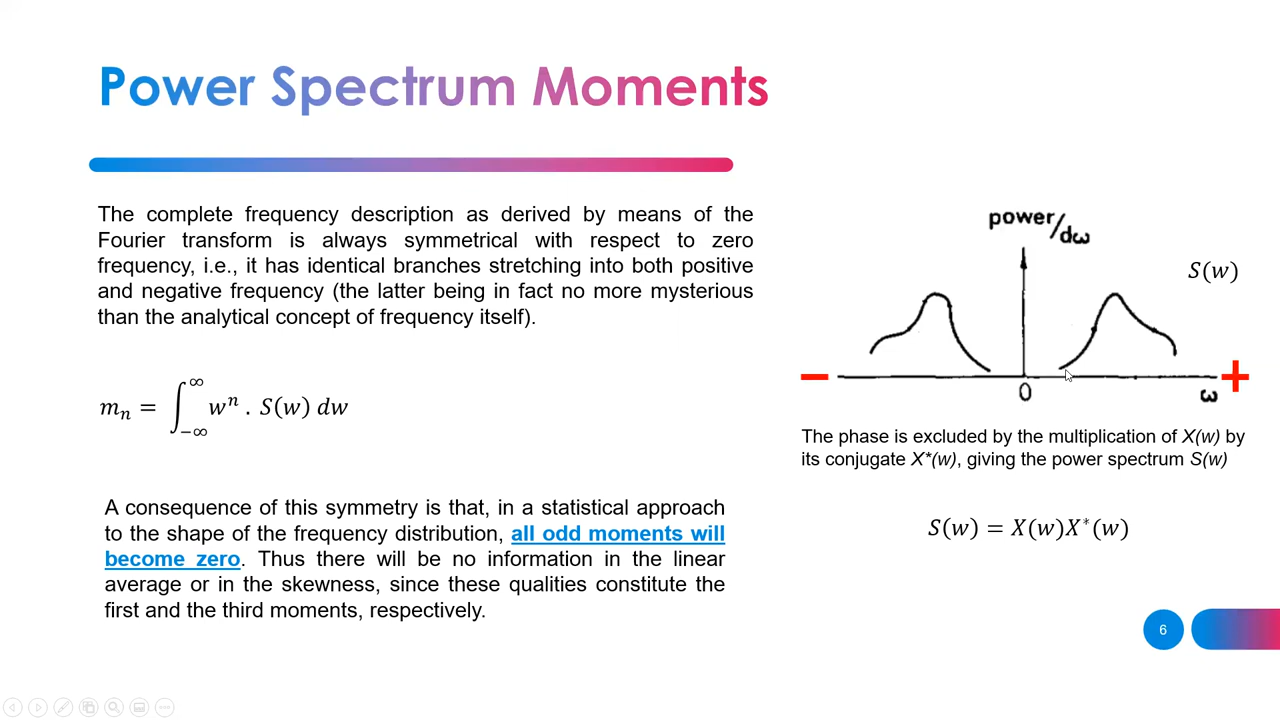 Power Spectrum Moments
The complete frequency description as derived by means of the
Fourier transform is always symmetrical with respect to zero
frequency, i.e., it has identical branches stretching into both positive
and negative frequency (the latter being in fact no more mysterious
than the analytical concept of frequency itself).
mₙ = ∫₋∞^∞ wⁿ . S(w) dw
A consequence of this symmetry is that, in a statistical approach
to the shape of the frequency distribution, all odd moments will
become zero. Thus there will be no information in the linear
average or in the skewness, since these qualities constitute the
first and the third moments, respectively.
power/dω
S(w)
− +
0
ω
The phase is excluded by the multiplication of X(w) by
its conjugate X*(w), giving the power spectrum S(w)
S(w) = X(w)X*(w)
6